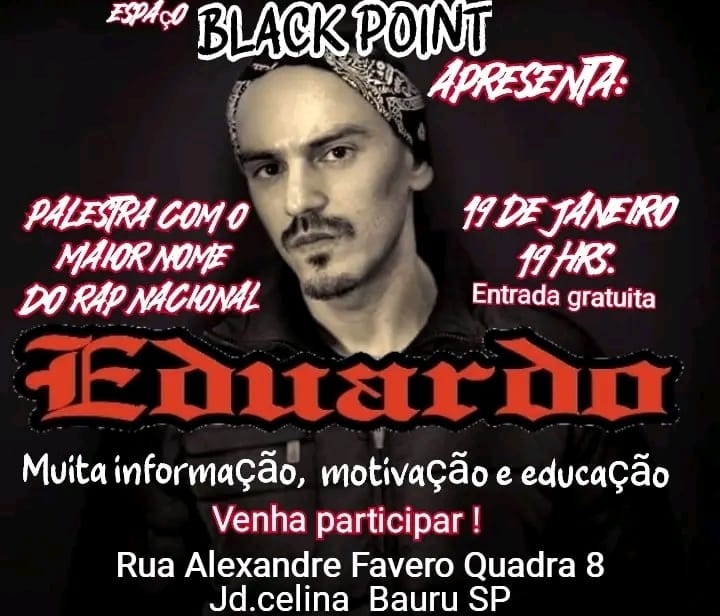 ESPAÇO
BLACK POINT
APRESENTA:
PALESTRA COM O
MAIOR NOME
DO RAP NACIONAL
19 DE JANEIRO
19 HRS.
Entrada gratuita
Eduardo
Muita informação, motivação e educação
Venha participar !
Rua Alexandre Favero Quadra 8
Jd.celina Bauru SP